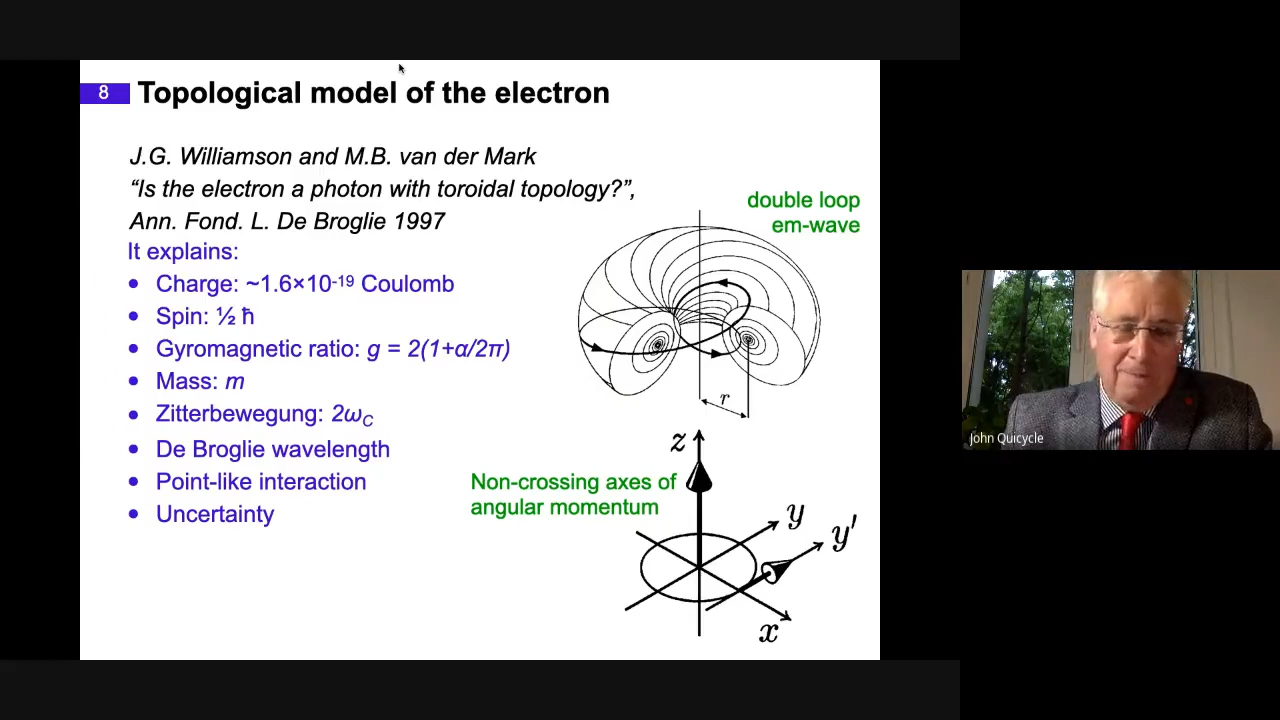 8 Topological model of the electron
J.G. Williamson and M.B. van der Mark
“Is the electron a photon with toroidal topology?”,
Ann. Fond. L. De Broglie 1997
It explains:
• Charge: ~1.6×10⁻¹⁹ Coulomb
• Spin: ½ ħ
• Gyromagnetic ratio: g = 2(1+α/2π)
• Mass: m
• Zitterbewegung: 2ω_C
• De Broglie wavelength
• Point-like interaction
• Uncertainty
double loop
em-wave
r
Non-crossing axes of
angular momentum
z
y
y′
x
John Quicycle